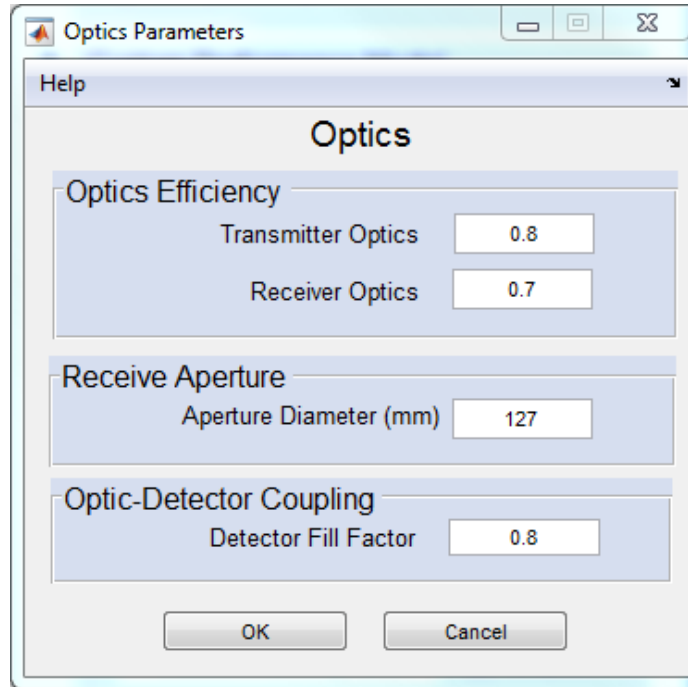 Optics Parameters
Help
Optics
Optics Efficiency
Transmitter Optics 0.8
Receiver Optics 0.7
Receive Aperture
Aperture Diameter (mm) 127
Optic-Detector Coupling
Detector Fill Factor 0.8
OK Cancel